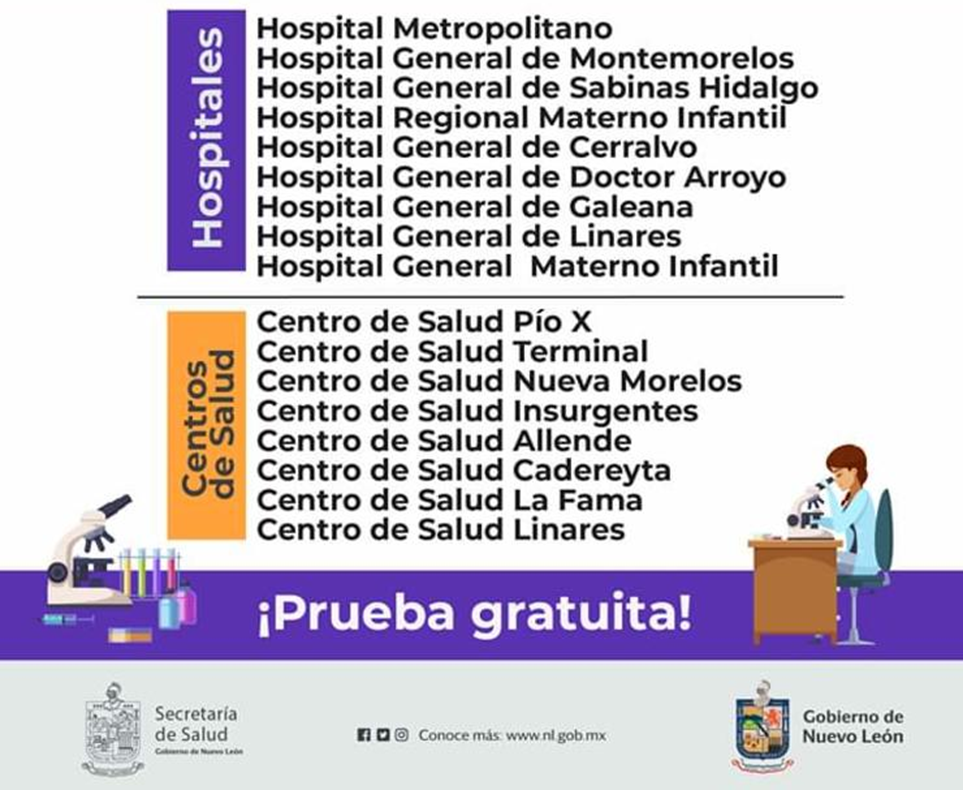 Hospitales
Hospital Metropolitano
Hospital General de Montemorelos
Hospital General de Sabinas Hidalgo
Hospital Regional Materno Infantil
Hospital General de Cerralvo
Hospital General de Doctor Arroyo
Hospital General de Galeana
Hospital General de Linares
Hospital General  Materno Infantil
Centros
de Salud
Centro de Salud Pío X
Centro de Salud Terminal
Centro de Salud Nueva Morelos
Centro de Salud Insurgentes
Centro de Salud Allende
Centro de Salud Cadereyta
Centro de Salud La Fama
Centro de Salud Linares
¡Prueba gratuita!
Secretaría
de Salud
Gobierno de Nuevo León
Conoce más: www.nl.gob.mx
Gobierno de
Nuevo León